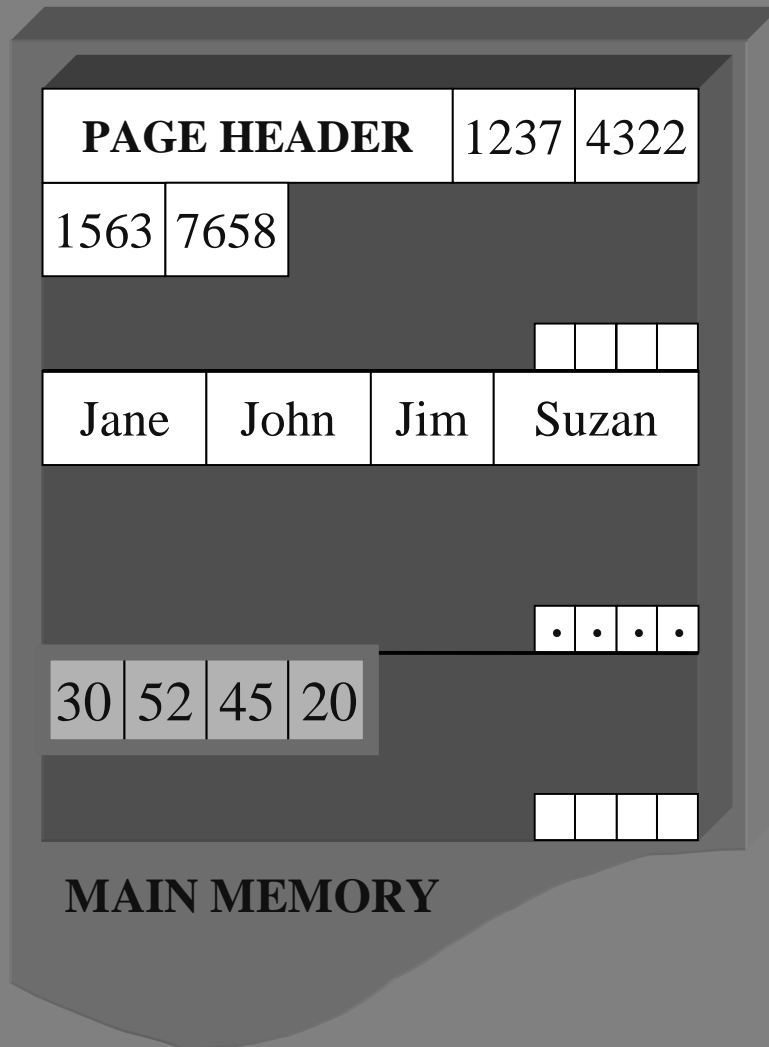 PAGE HEADER 1237 4322
1563 7658
Jane John Jim Suzan
30 52 45 20
MAIN MEMORY